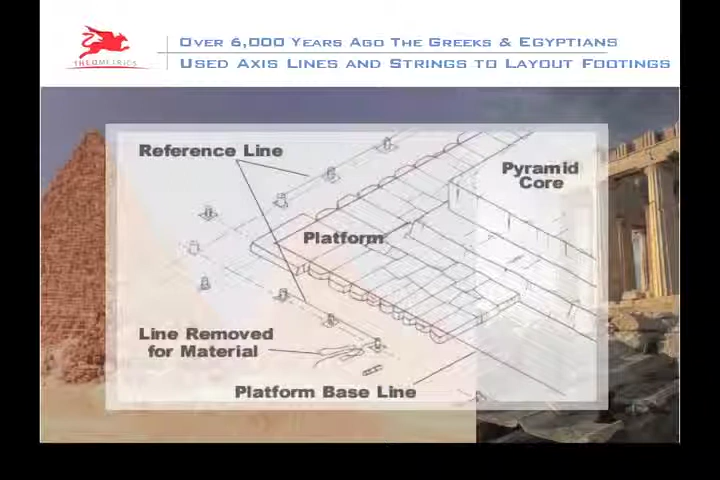 THEOMETRICS
OVER 6,000 YEARS AGO THE GREEKS & EGYPTIANS
USED AXIS LINES AND STRINGS TO LAYOUT FOOTINGS
Reference Line
Pyramid
Core
Platform
Line Removed
for Material
Platform Base Line